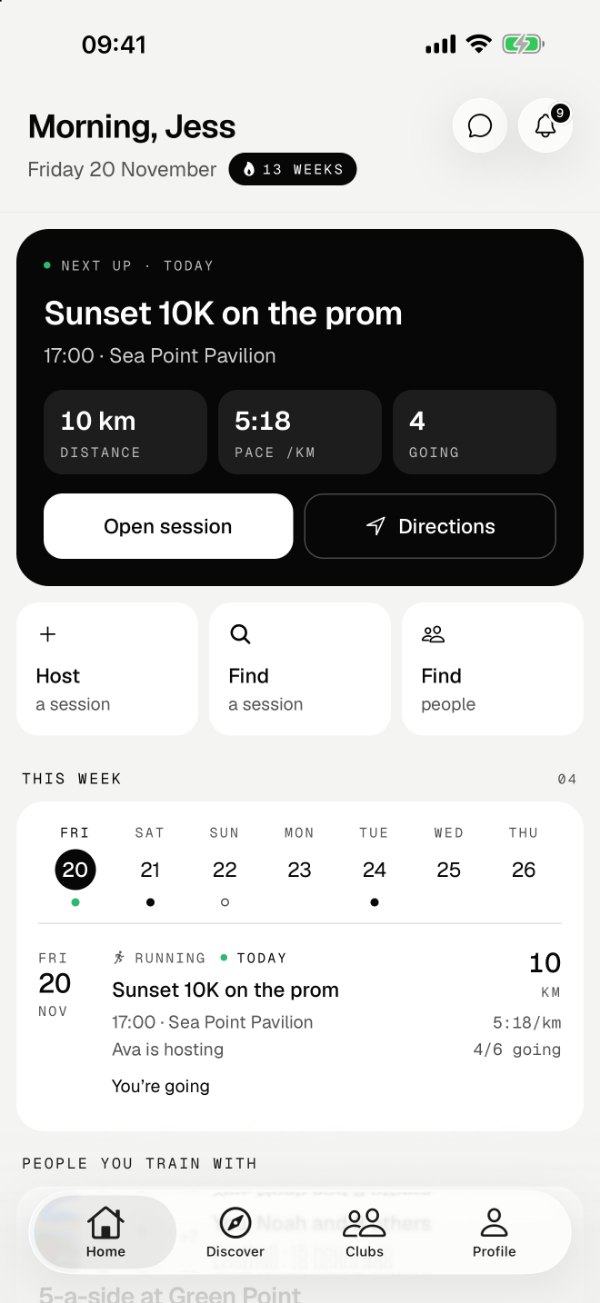 09:41
Morning, Jess
9
Friday 20 November
13 WEEKS
NEXT UP · TODAY
Sunset 10K on the prom
17:00 · Sea Point Pavilion
10 km
DISTANCE
5:18
PACE /KM
4
GOING
Open session
Directions
Host
a session
Find
a session
Find
people
THIS WEEK
04
FRI SAT SUN MON TUE WED THU
20 21 22 23 24 25 26
FRI
20
NOV
RUNNING
TODAY
Sunset 10K on the prom
17:00 · Sea Point Pavilion
Ava is hosting
You're going
10
KM
5:18/km
4/6 going
PEOPLE YOU TRAIN WITH
Noah and
Home
Discover
Clubs
Profile
5-a-side at Green Point